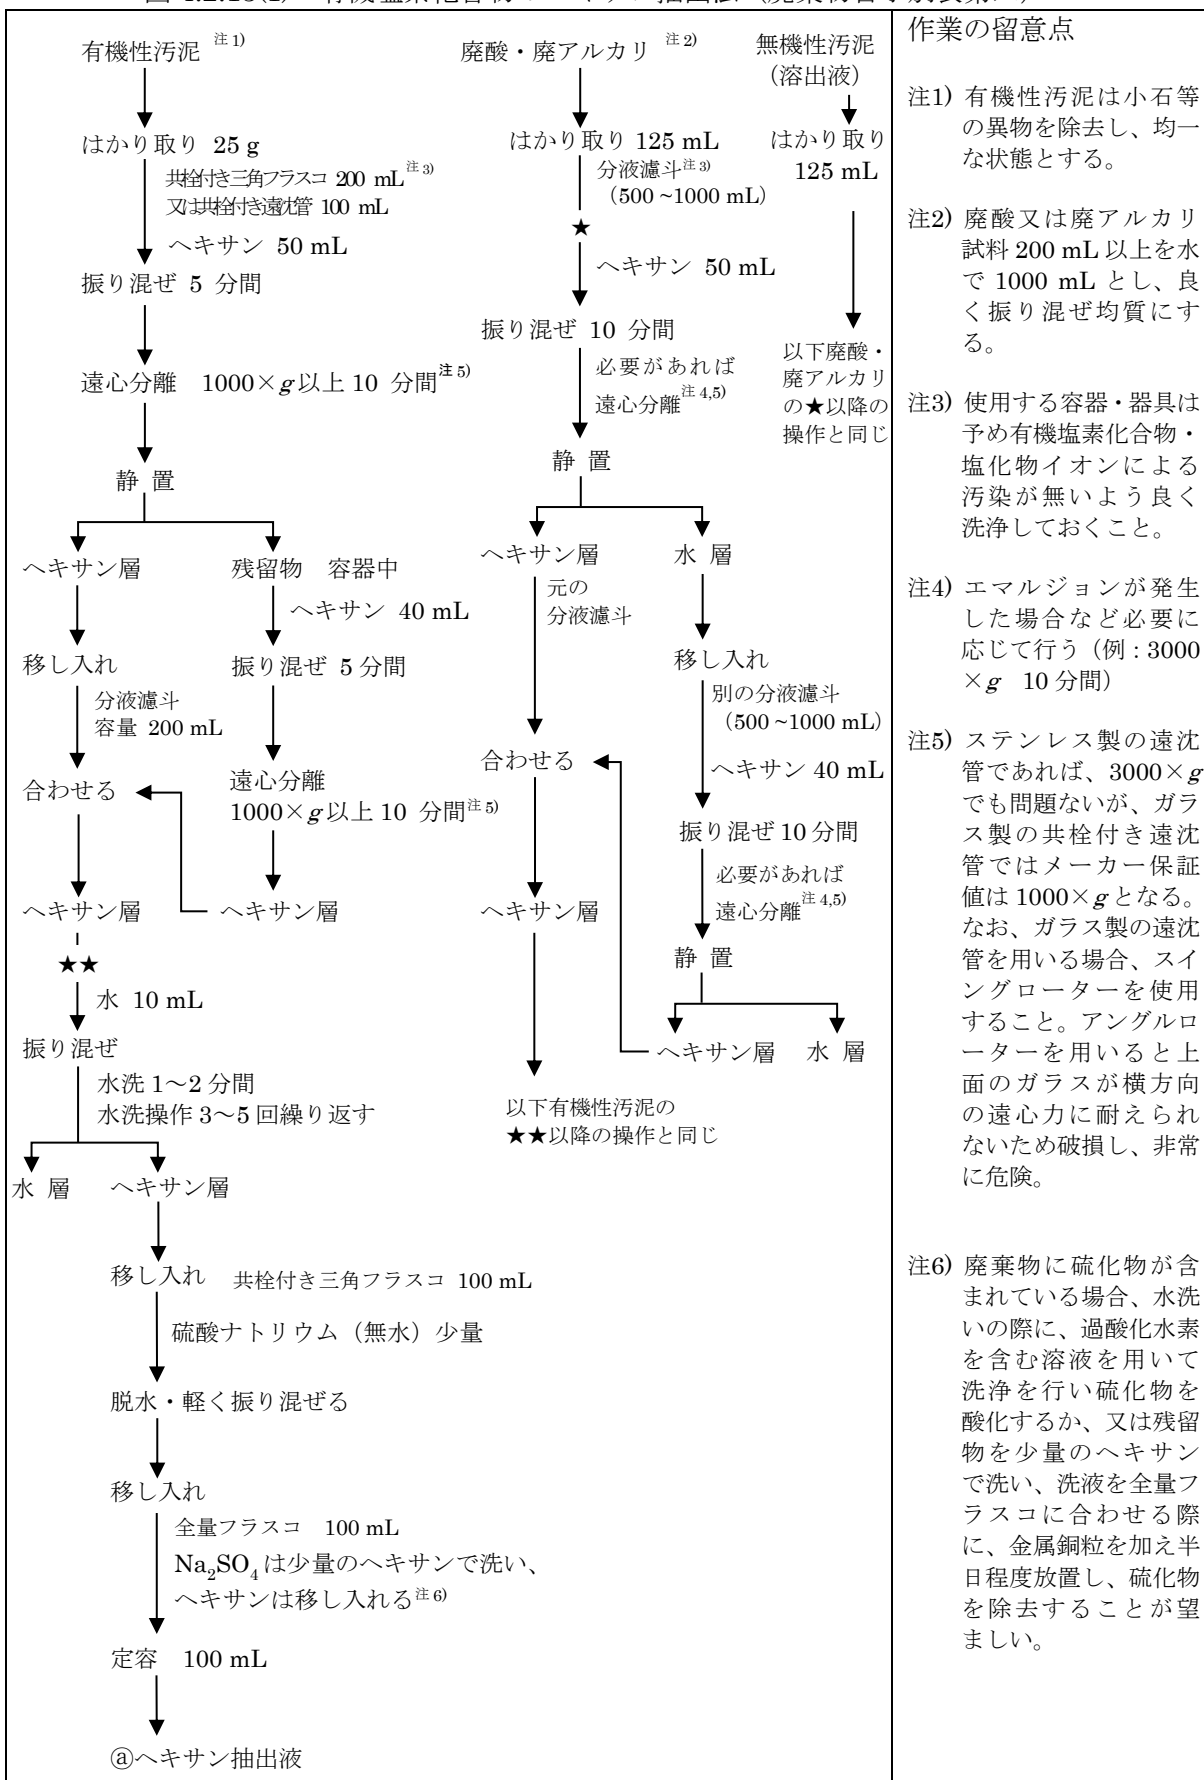 有機性汚泥 注1)
はかり取り 25 g
共栓付き三角フラスコ 200 mL注3)
又は共栓付き遠沈管 100 mL
ヘキサン 50 mL
振り混ぜ 5 分間
遠心分離 1000×g以上 10 分間注5)
静 置
ヘキサン層
残留物 容器中
ヘキサン 40 mL
移し入れ
振り混ぜ 5 分間
分液濾斗
容量 200 mL
合わせる
遠心分離
1000×g以上 10 分間注5)
ヘキサン層
ヘキサン層
★★
水 10 mL
振り混ぜ
水洗 1～2 分間
水洗操作 3～5 回繰り返す
水 層
ヘキサン層
移し入れ 共栓付き三角フラスコ 100 mL
硫酸ナトリウム（無水）少量
脱水・軽く振り混ぜる
移し入れ
全量フラスコ 100 mL
Na2SO4は少量のヘキサンで洗い、
ヘキサンは移し入れる注6)
定容 100 mL
ⓐヘキサン抽出液
廃酸・廃アルカリ 注2)
はかり取り 125 mL
分液濾斗注3)
（500～1000 mL）
★
ヘキサン 50 mL
振り混ぜ 10 分間
必要があれば
遠心分離注4,5)
静 置
ヘキサン層
水 層
元の
分液濾斗
移し入れ
別の分液濾斗
（500～1000 mL）
合わせる
ヘキサン 40 mL
振り混ぜ 10 分間
必要があれば
遠心分離注4,5)
ヘキサン層
静 置
ヘキサン層
水 層
以下有機性汚泥の
★★以降の操作と同じ
無機性汚泥
（溶出液）
はかり取り
125 mL
以下廃酸・
廃アルカリ
の★以降の
操作と同じ
作業の留意点
注1) 有機性汚泥は小石等
の異物を除去し、均一
な状態とする。
注2) 廃酸又は廃アルカリ
試料 200 mL 以上を水
で 1000 mL とし、良
く振り混ぜ均質にす
る。
注3) 使用する容器・器具は
予め有機塩素化合物・
塩化物イオンによる
汚染が無いよう良く
洗浄しておくこと。
注4) エマルジョンが発生
した場合など必要に
応じて行う（例：3000
×g 10 分間）
注5) ステンレス製の遠沈
管であれば、3000×g
でも問題ないが、ガラ
ス製の共栓付き遠沈
管ではメーカー保証
値は 1000×gとなる。
なお、ガラス製の遠沈
管を用いる場合、スイ
ングローターを使用
すること。アングルロ
ーターを用いると上
面のガラスが横方向
の遠心力に耐えられ
ないため破損し、非常
に危険。
注6) 廃棄物に硫化物が含
まれている場合、水洗
いの際に、過酸化水素
を含む溶液を用いて
洗浄を行い硫化物を
酸化するか、又は残留
物を少量のヘキサン
で洗い、洗液を全量フ
ラスコに合わせる際
に、金属銅粒を加え半
日程度放置し、硫化物
を除去することが望
ましい。